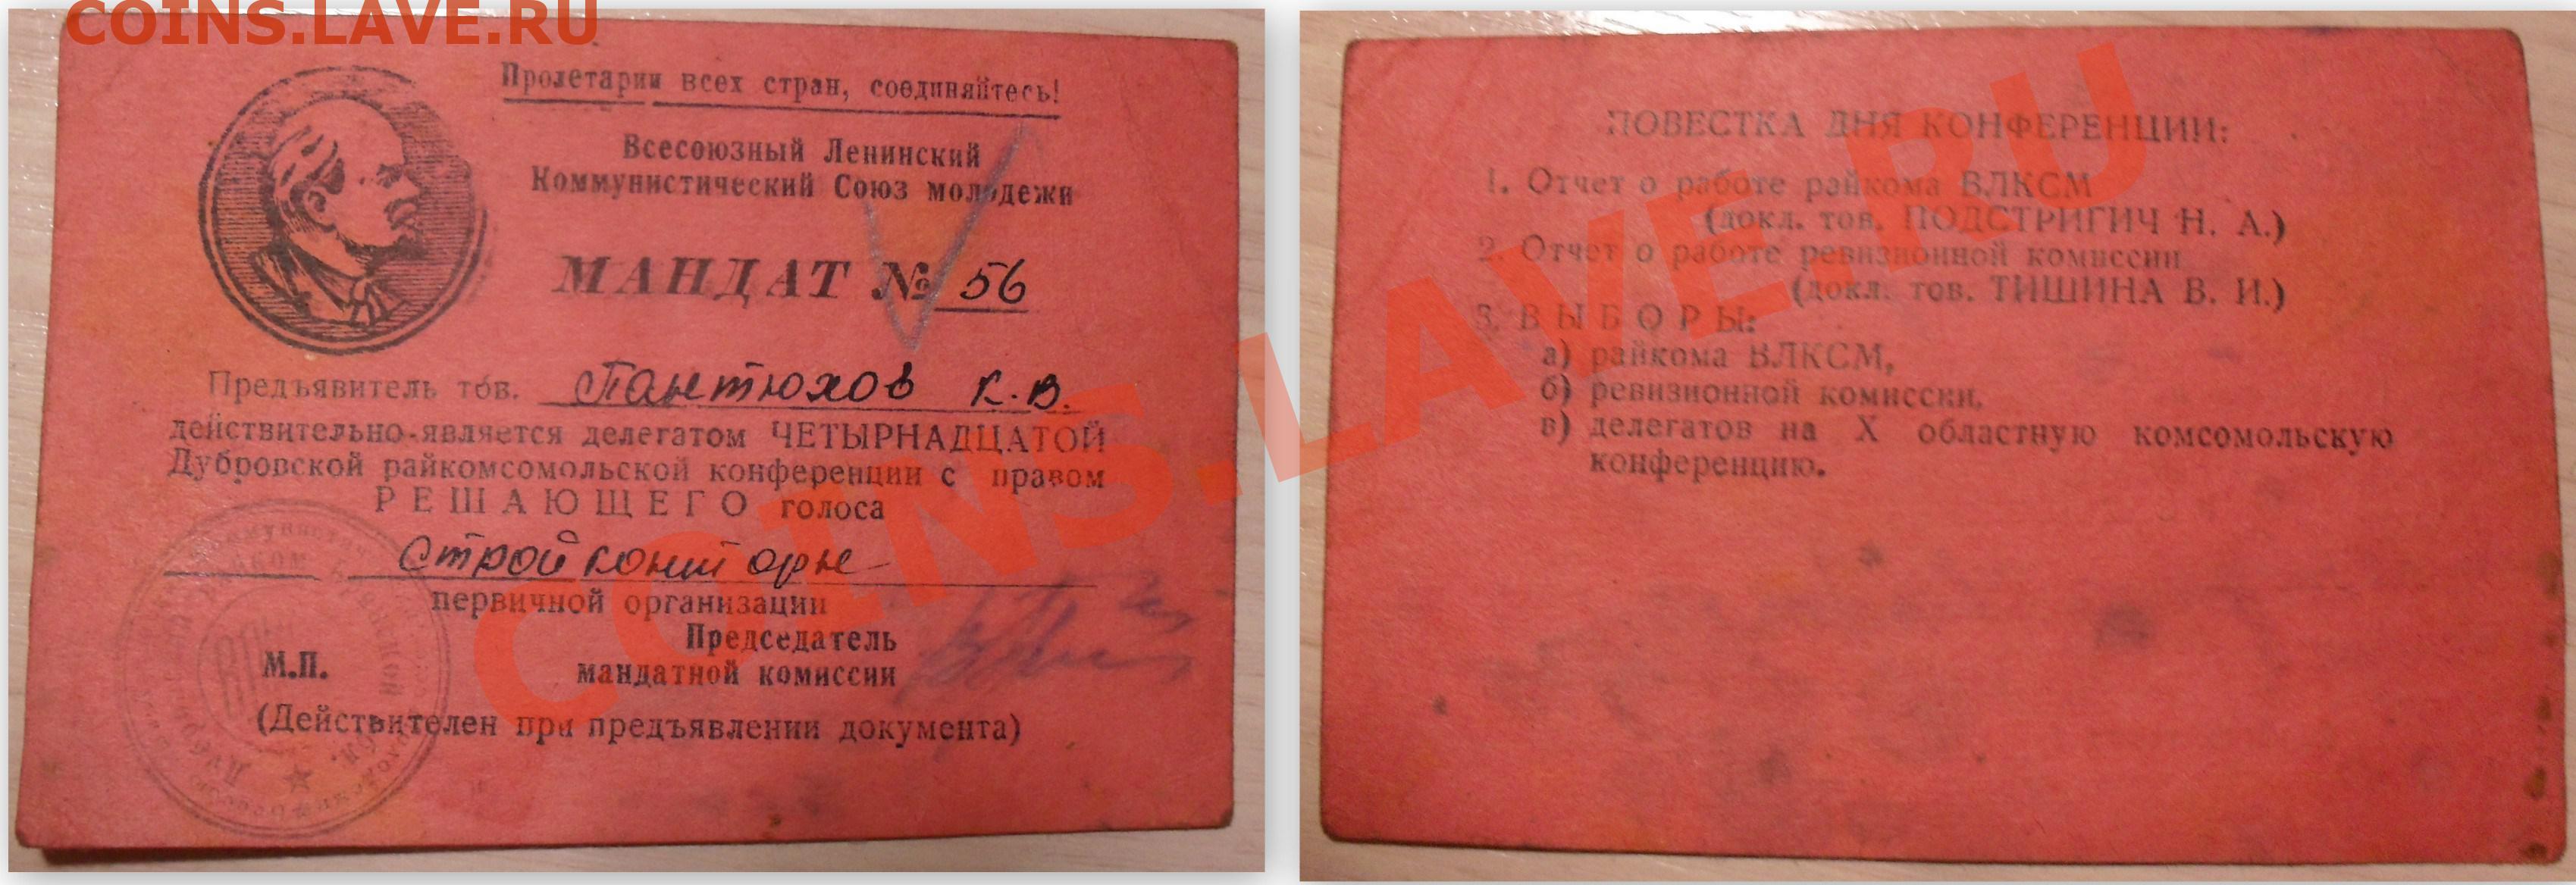 COINS.LAVE.RU
Пролетарии всех стран, соединяйтесь!
Всесоюзный Ленинский
Коммунистический Союз молодежи
МАНДАТ № 56
Предъявитель тов. Пантюхов К.В.
действительно является делегатом ЧЕТЫРНАДЦАТОЙ
Дубровской райкомсомольской конференции с правом
РЕШАЮЩЕГО голоса
Стройконторы
первичной организации
Председатель
М.П. мандатной комиссии
(Действителен при предъявлении документа)
ПОВЕСТКА ДНЯ КОНФЕРЕНЦИИ:
1. Отчет о работе райкома ВЛКСМ
(докл. тов. ПОДСТРИГИЧ Н. А.)
2. Отчет о работе ревизионной комиссии
(докл. тов. ТИШИНА В. И.)
3. ВЫБОРЫ:
а) райкома ВЛКСМ,
б) ревизионной комиссии,
в) делегатов на X областную комсомольскую
конференцию.
COINS.LAVE.RU